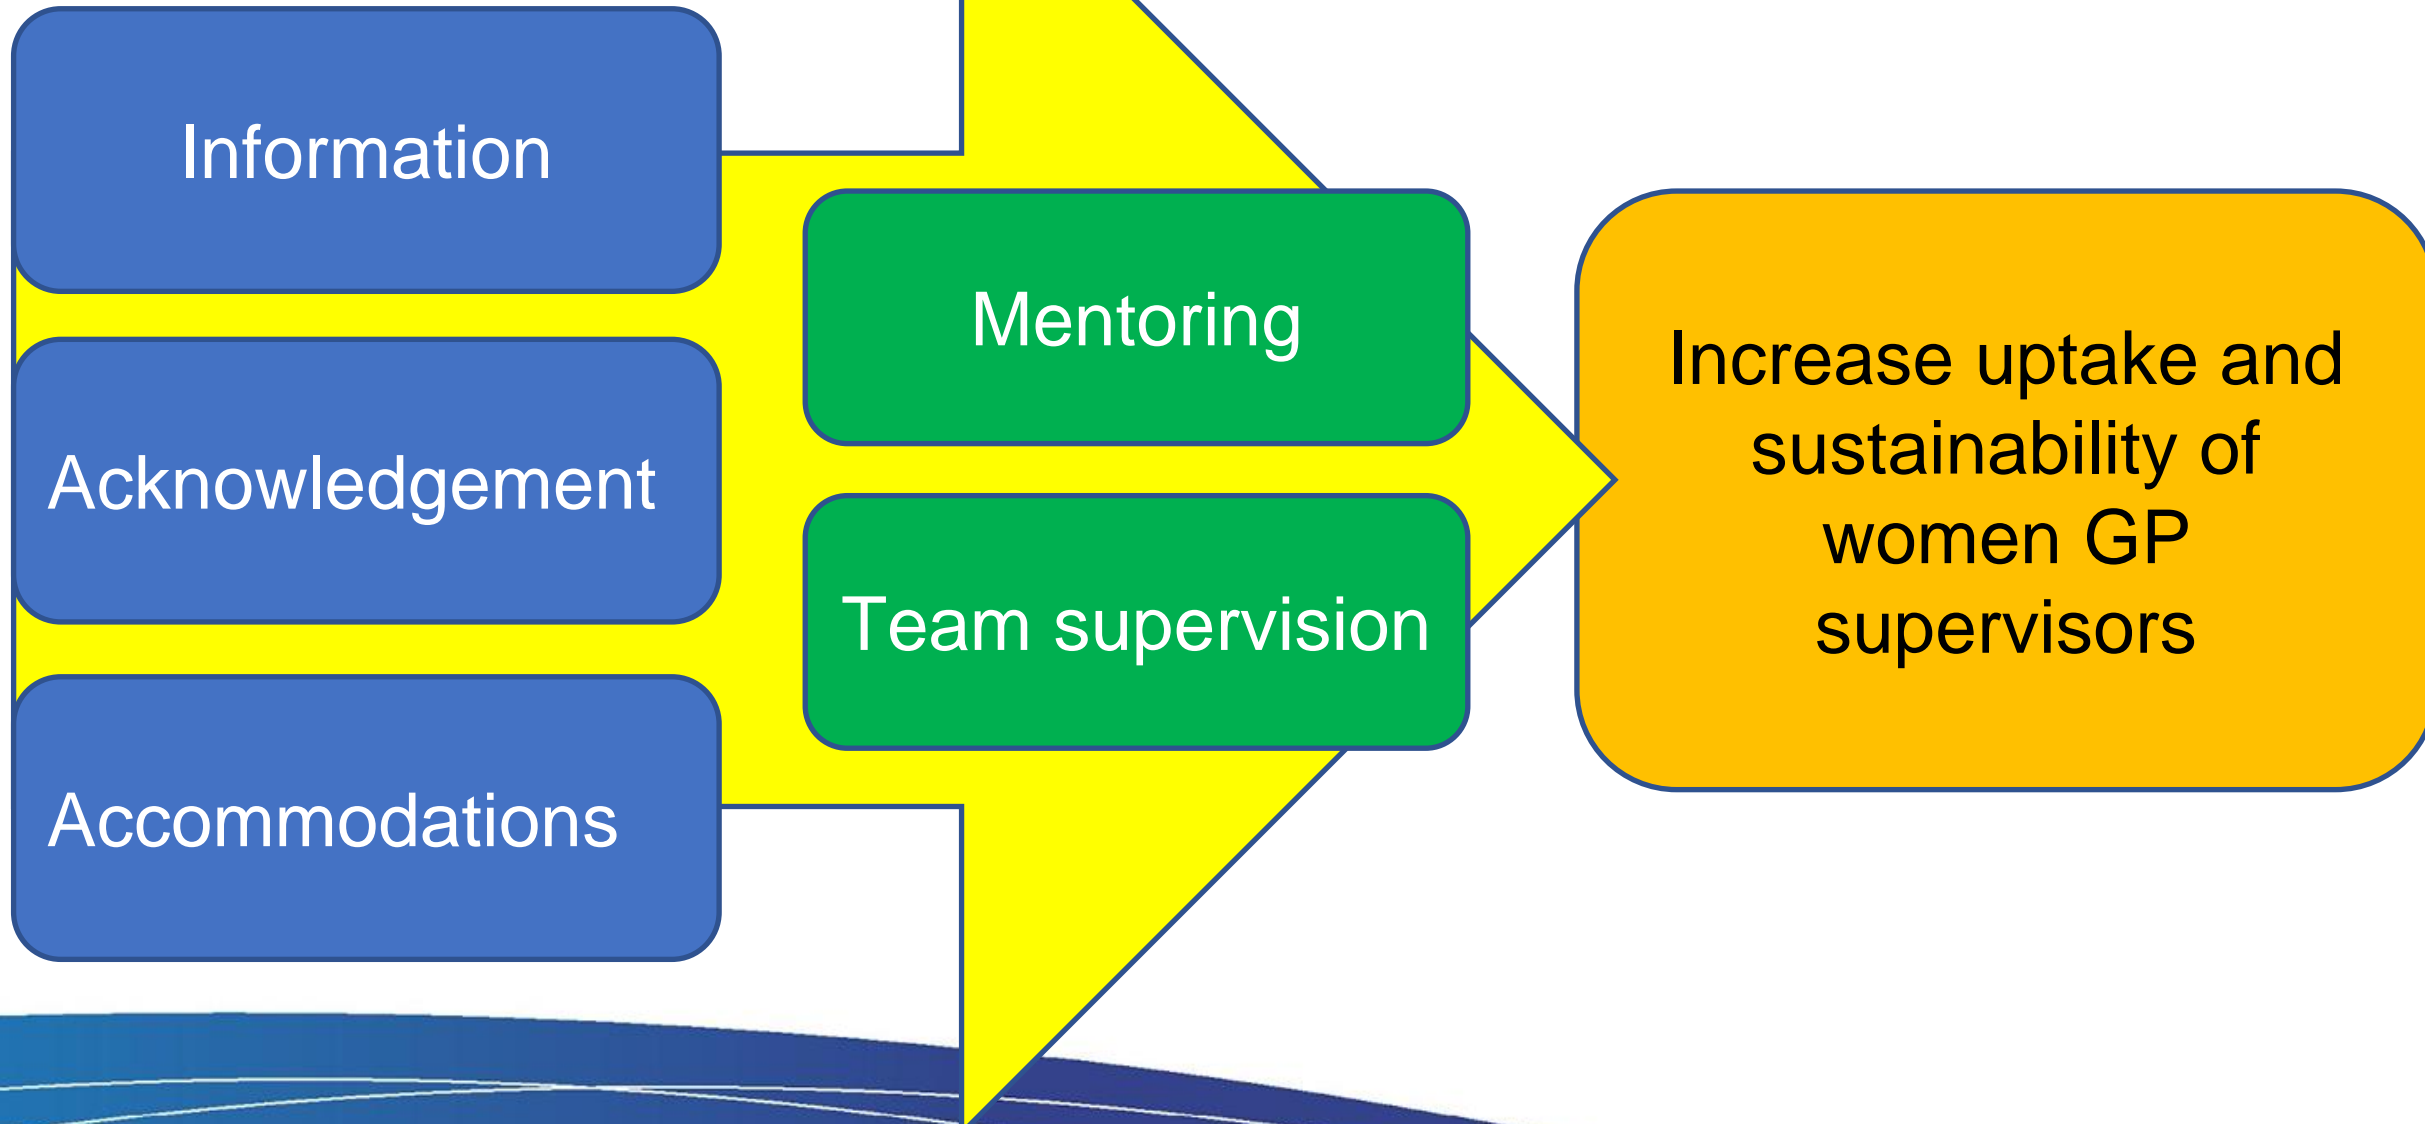 Information
Acknowledgement
Accommodations
Mentoring
Team supervision
Increase uptake and
sustainability of
women GP
supervisors